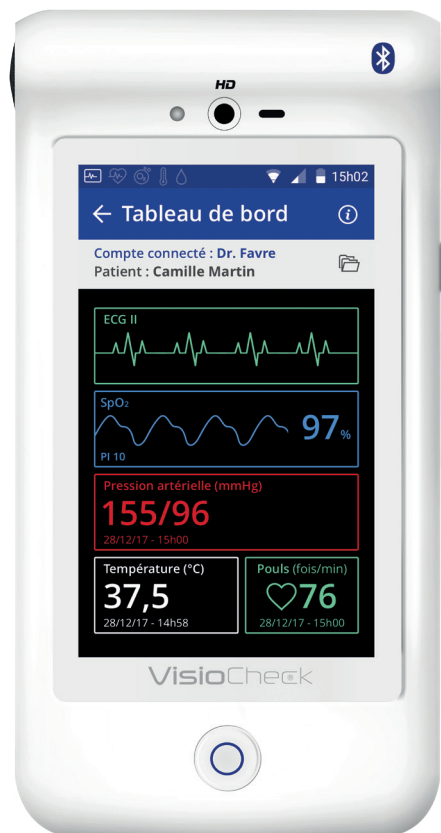 HD
15h02
Tableau de bord
Compte connecté : Dr. Favre
Patient : Camille Martin
ECG II
SpO₂
97%
PI 10
Pression artérielle (mmHg)
155/96
28/12/17 - 15h00
Température (°C)
37,5
28/12/17 - 14h58
Pouls (fois/min)
76
28/12/17 - 15h00
VisioCheck